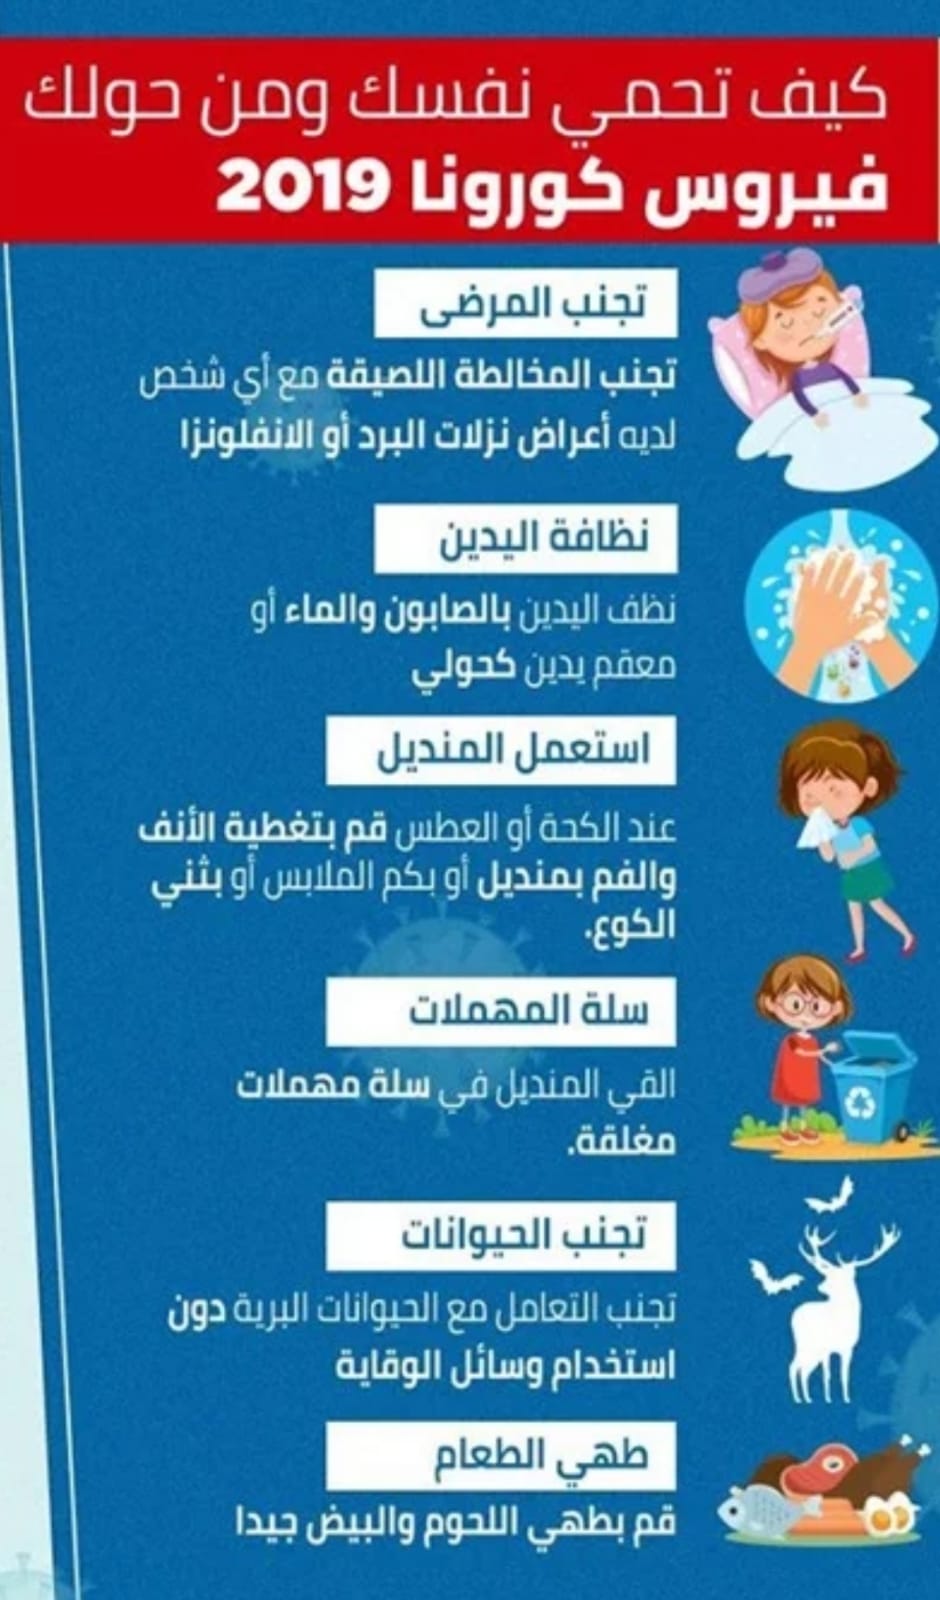 كيف تحمي نفسك ومن حولك
فيروس كورونا 2019
تجنب المرضى
تجنب المخالطة اللصيقة مع أي شخص
لديه أعراض نزلات البرد أو الانفلونزا
نظافة اليدين
نظف اليدين بالصابون والماء أو
معقم يدين كحولي
استعمل المنديل
عند الكحة أو العطس قم بتغطية الأنف
والفم بمنديل أو بكم الملابس أو بثني
الكوع.
سلة المهملات
القي المنديل في سلة مهملات
مغلقة.
تجنب الحيوانات
تجنب التعامل مع الحيوانات البرية دون
استخدام وسائل الوقاية
طهي الطعام
قم بطهي اللحوم والبيض جيدا